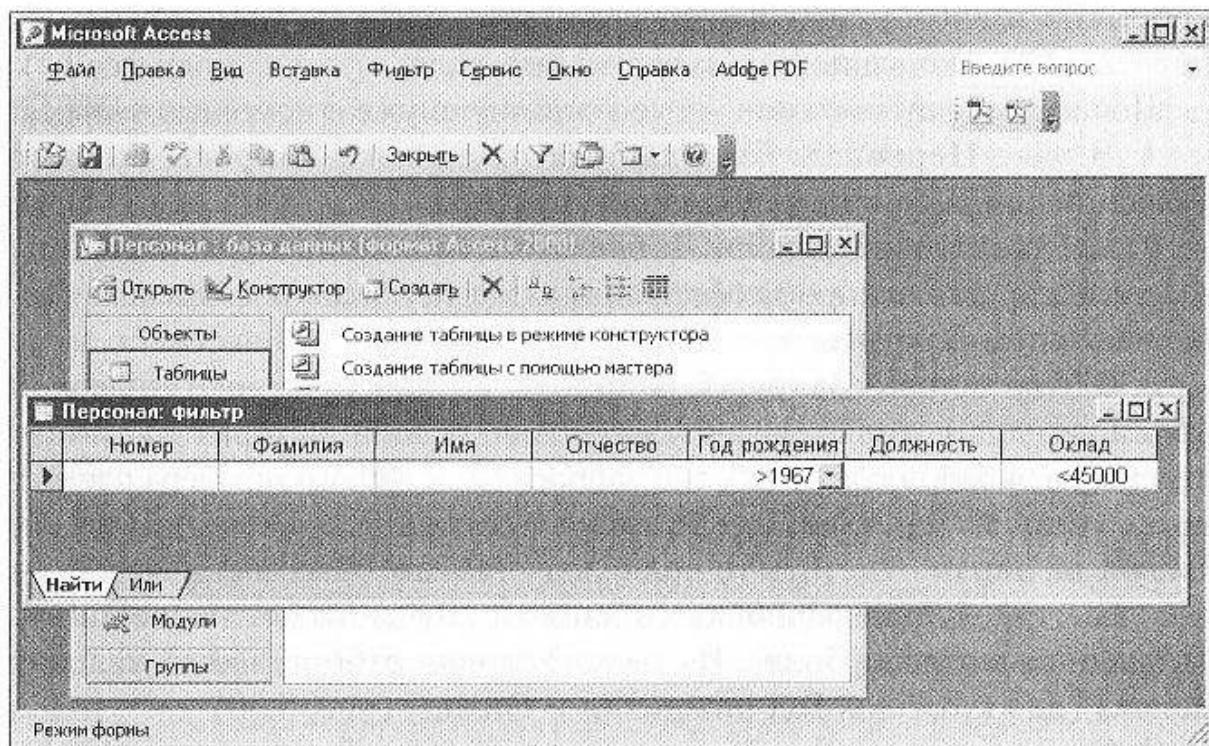 Microsoft Access
Файл Правка Вид Вставка Фильтр Сервис Окно Справка Adobe PDF Введите вопрос
Закрыть
Персонал : база данных (формат Access 2000)
Открыть Конструктор Создать
Объекты
Создание таблицы в режиме конструктора
Таблицы
Создание таблицы с помощью мастера
Персонал: фильтр
Номер Фамилия Имя Отчество Год рождения Должность Оклад
>1967 <45000
Найти Или
Модули
Группы
Режим формы